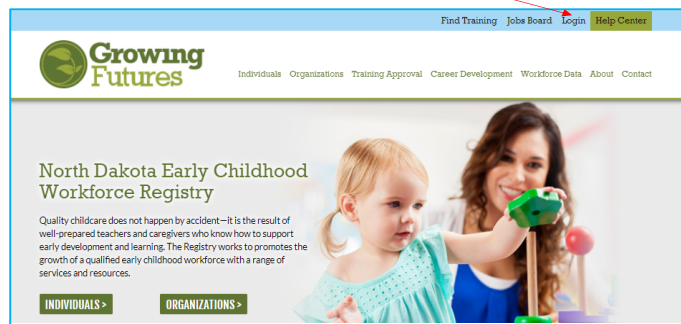 Find Training Jobs Board Login Help Center
Growing
Futures
Individuals Organizations Training Approval Career Development Workforce Data About Contact
North Dakota Early Childhood
Workforce Registry
Quality childcare does not happen by accident—it is the result of
well-prepared teachers and caregivers who know how to support
early development and learning. The Registry works to promotes the
growth of a qualified early childhood workforce with a range of
services and resources.
INDIVIDUALS > ORGANIZATIONS >